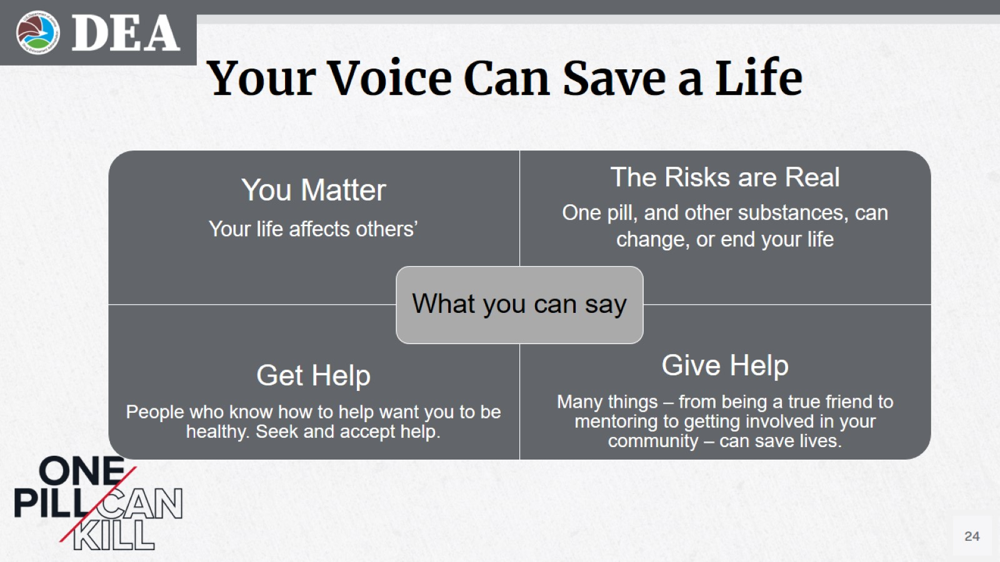 DEA
Your Voice Can Save a Life
You Matter
Your life affects others’
The Risks are Real
One pill, and other substances, can
change, or end your life
What you can say
Get Help
People who know how to help want you to be
healthy. Seek and accept help.
Give Help
Many things – from being a true friend to
mentoring to getting involved in your
community – can save lives.
ONE
PILL CAN
KILL
24